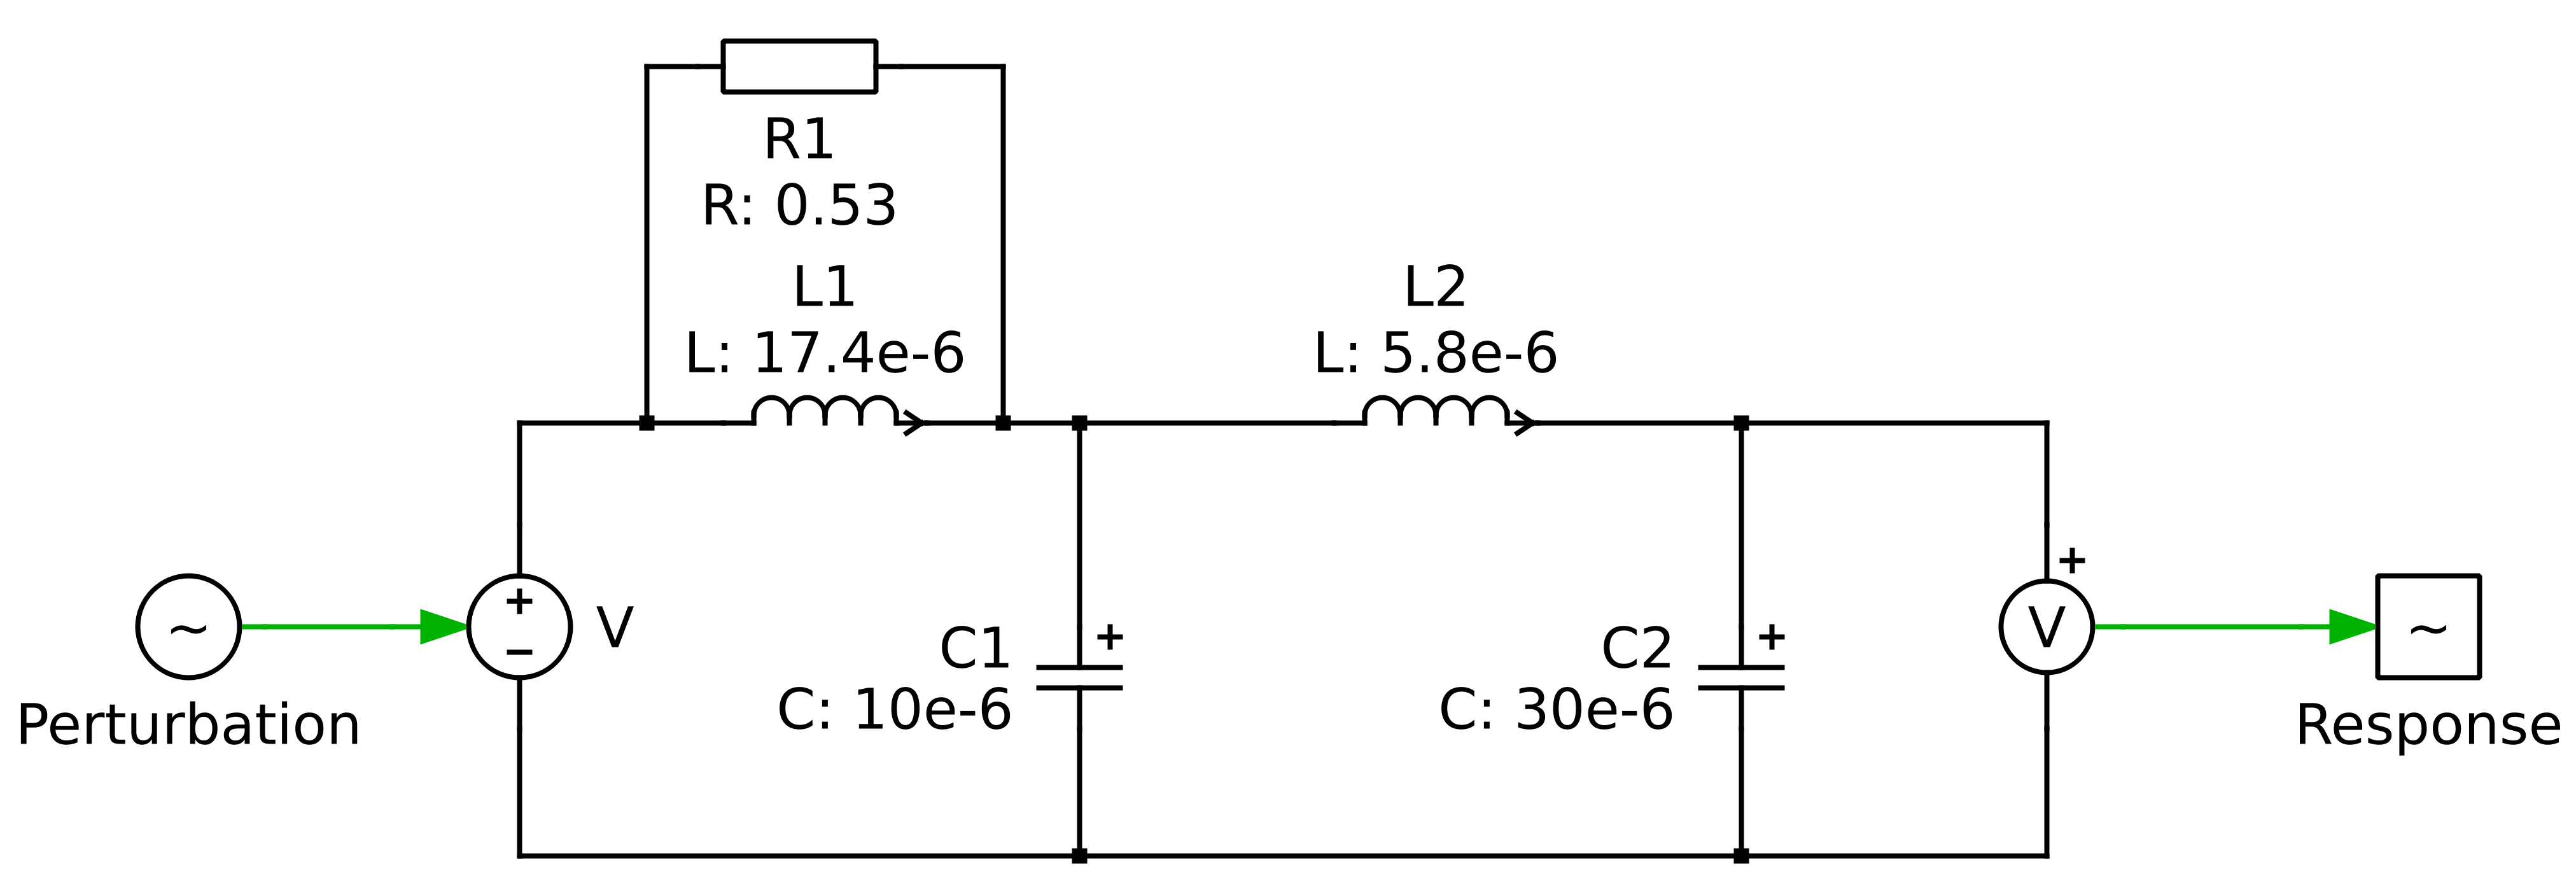 R1
R: 0.53
L1
L: 17.4e-6
L2
L: 5.8e-6
+
~
Perturbation
+
−
V
C1
+
C: 10e-6
C2
+
C: 30e-6
V
~
Response